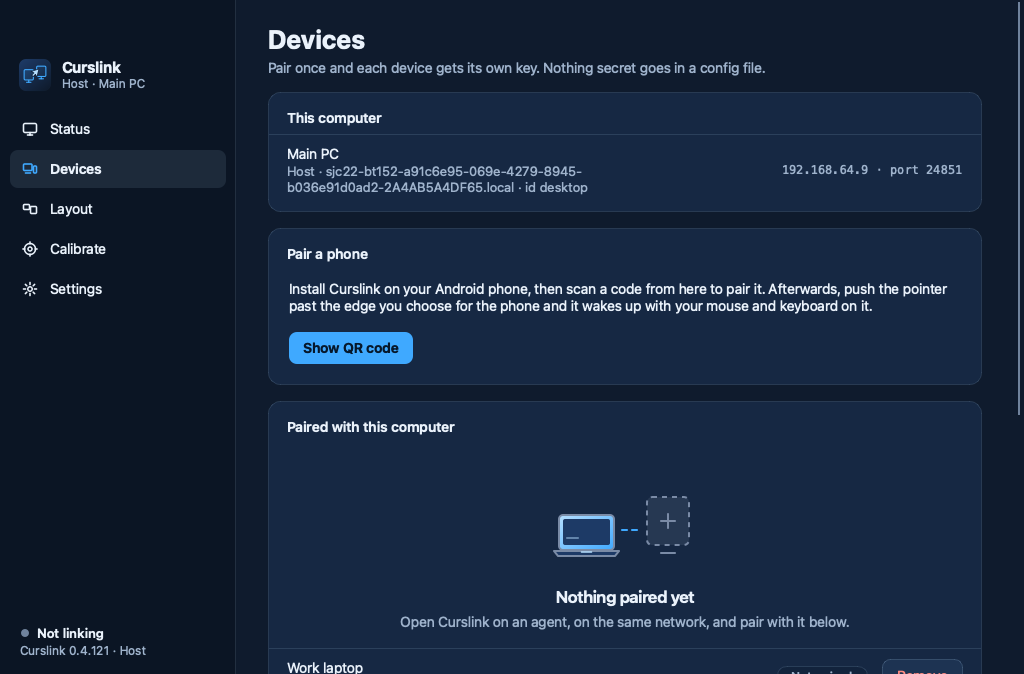 Curslink
Host · Main PC
Status
Devices
Layout
Calibrate
Settings
Not linking
Curslink 0.4.121 · Host
Devices
Pair once and each device gets its own key. Nothing secret goes in a config file.
This computer
Main PC
Host · sjc22-bt152-a91c6e95-069e-4279-8945-
b036e91d0ad2-2A4AB5A4DF65.local · id desktop
192.168.64.9 · port 24851
Pair a phone
Install Curslink on your Android phone, then scan a code from here to pair it. Afterwards, push the pointer
past the edge you choose for the phone and it wakes up with your mouse and keyboard on it.
Show QR code
Paired with this computer
Nothing paired yet
Open Curslink on an agent, on the same network, and pair with it below.
Work laptop